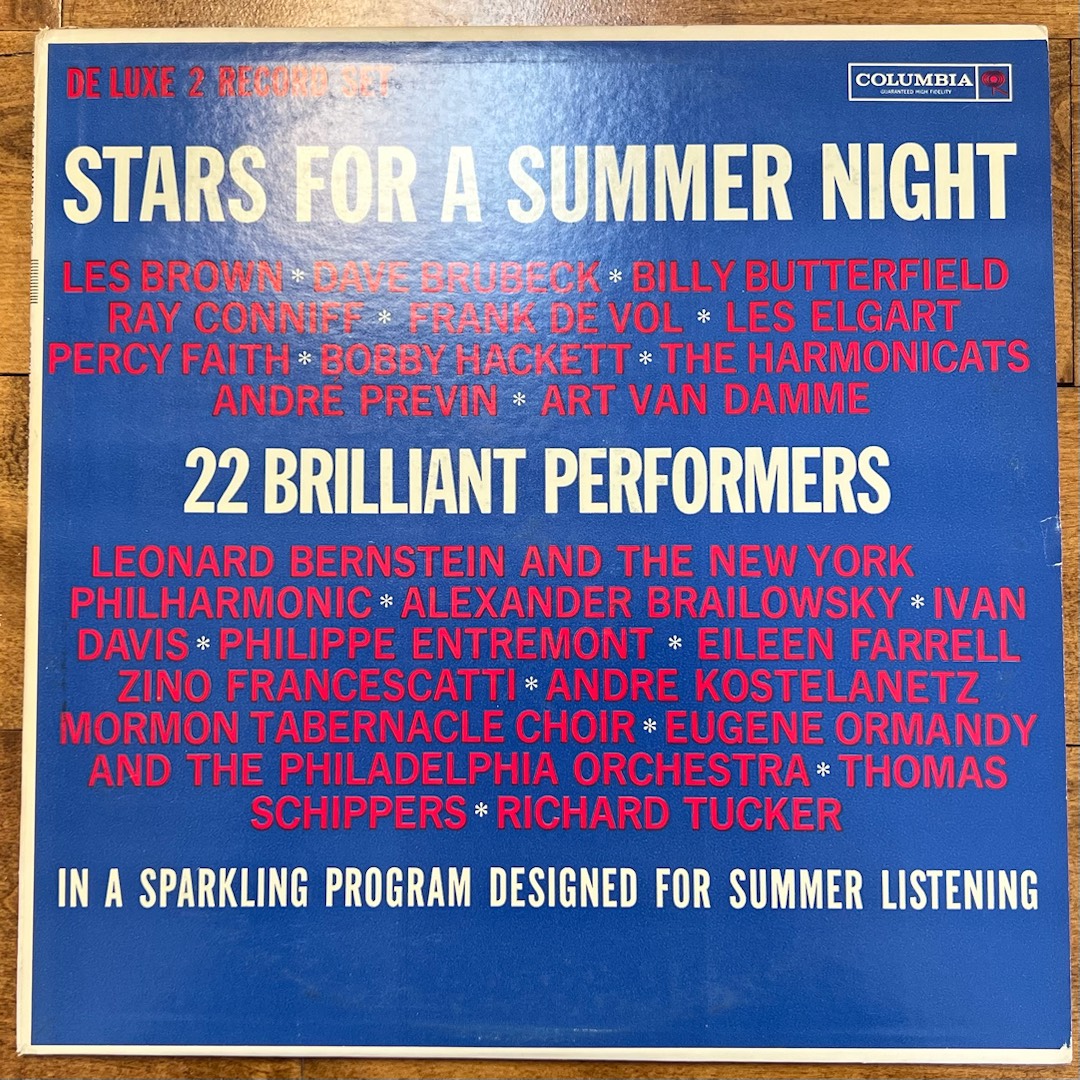 DE LUXE 2 RECORD SET
COLUMBIA
GUARANTEED HIGH FIDELITY
STARS FOR A SUMMER NIGHT
LES BROWN * DAVE BRUBECK * BILLY BUTTERFIELD
RAY CONNIFF * FRANK DE VOL * LES ELGART
PERCY FAITH * BOBBY HACKETT * THE HARMONICATS
ANDRE PREVIN * ART VAN DAMME
22 BRILLIANT PERFORMERS
LEONARD BERNSTEIN AND THE NEW YORK
PHILHARMONIC * ALEXANDER BRAILOWSKY * IVAN
DAVIS * PHILIPPE ENTREMONT * EILEEN FARRELL
ZINO FRANCESCATTI * ANDRE KOSTELANETZ
MORMON TABERNACLE CHOIR * EUGENE ORMANDY
AND THE PHILADELPHIA ORCHESTRA * THOMAS
SCHIPPERS * RICHARD TUCKER
IN A SPARKLING PROGRAM DESIGNED FOR SUMMER LISTENING